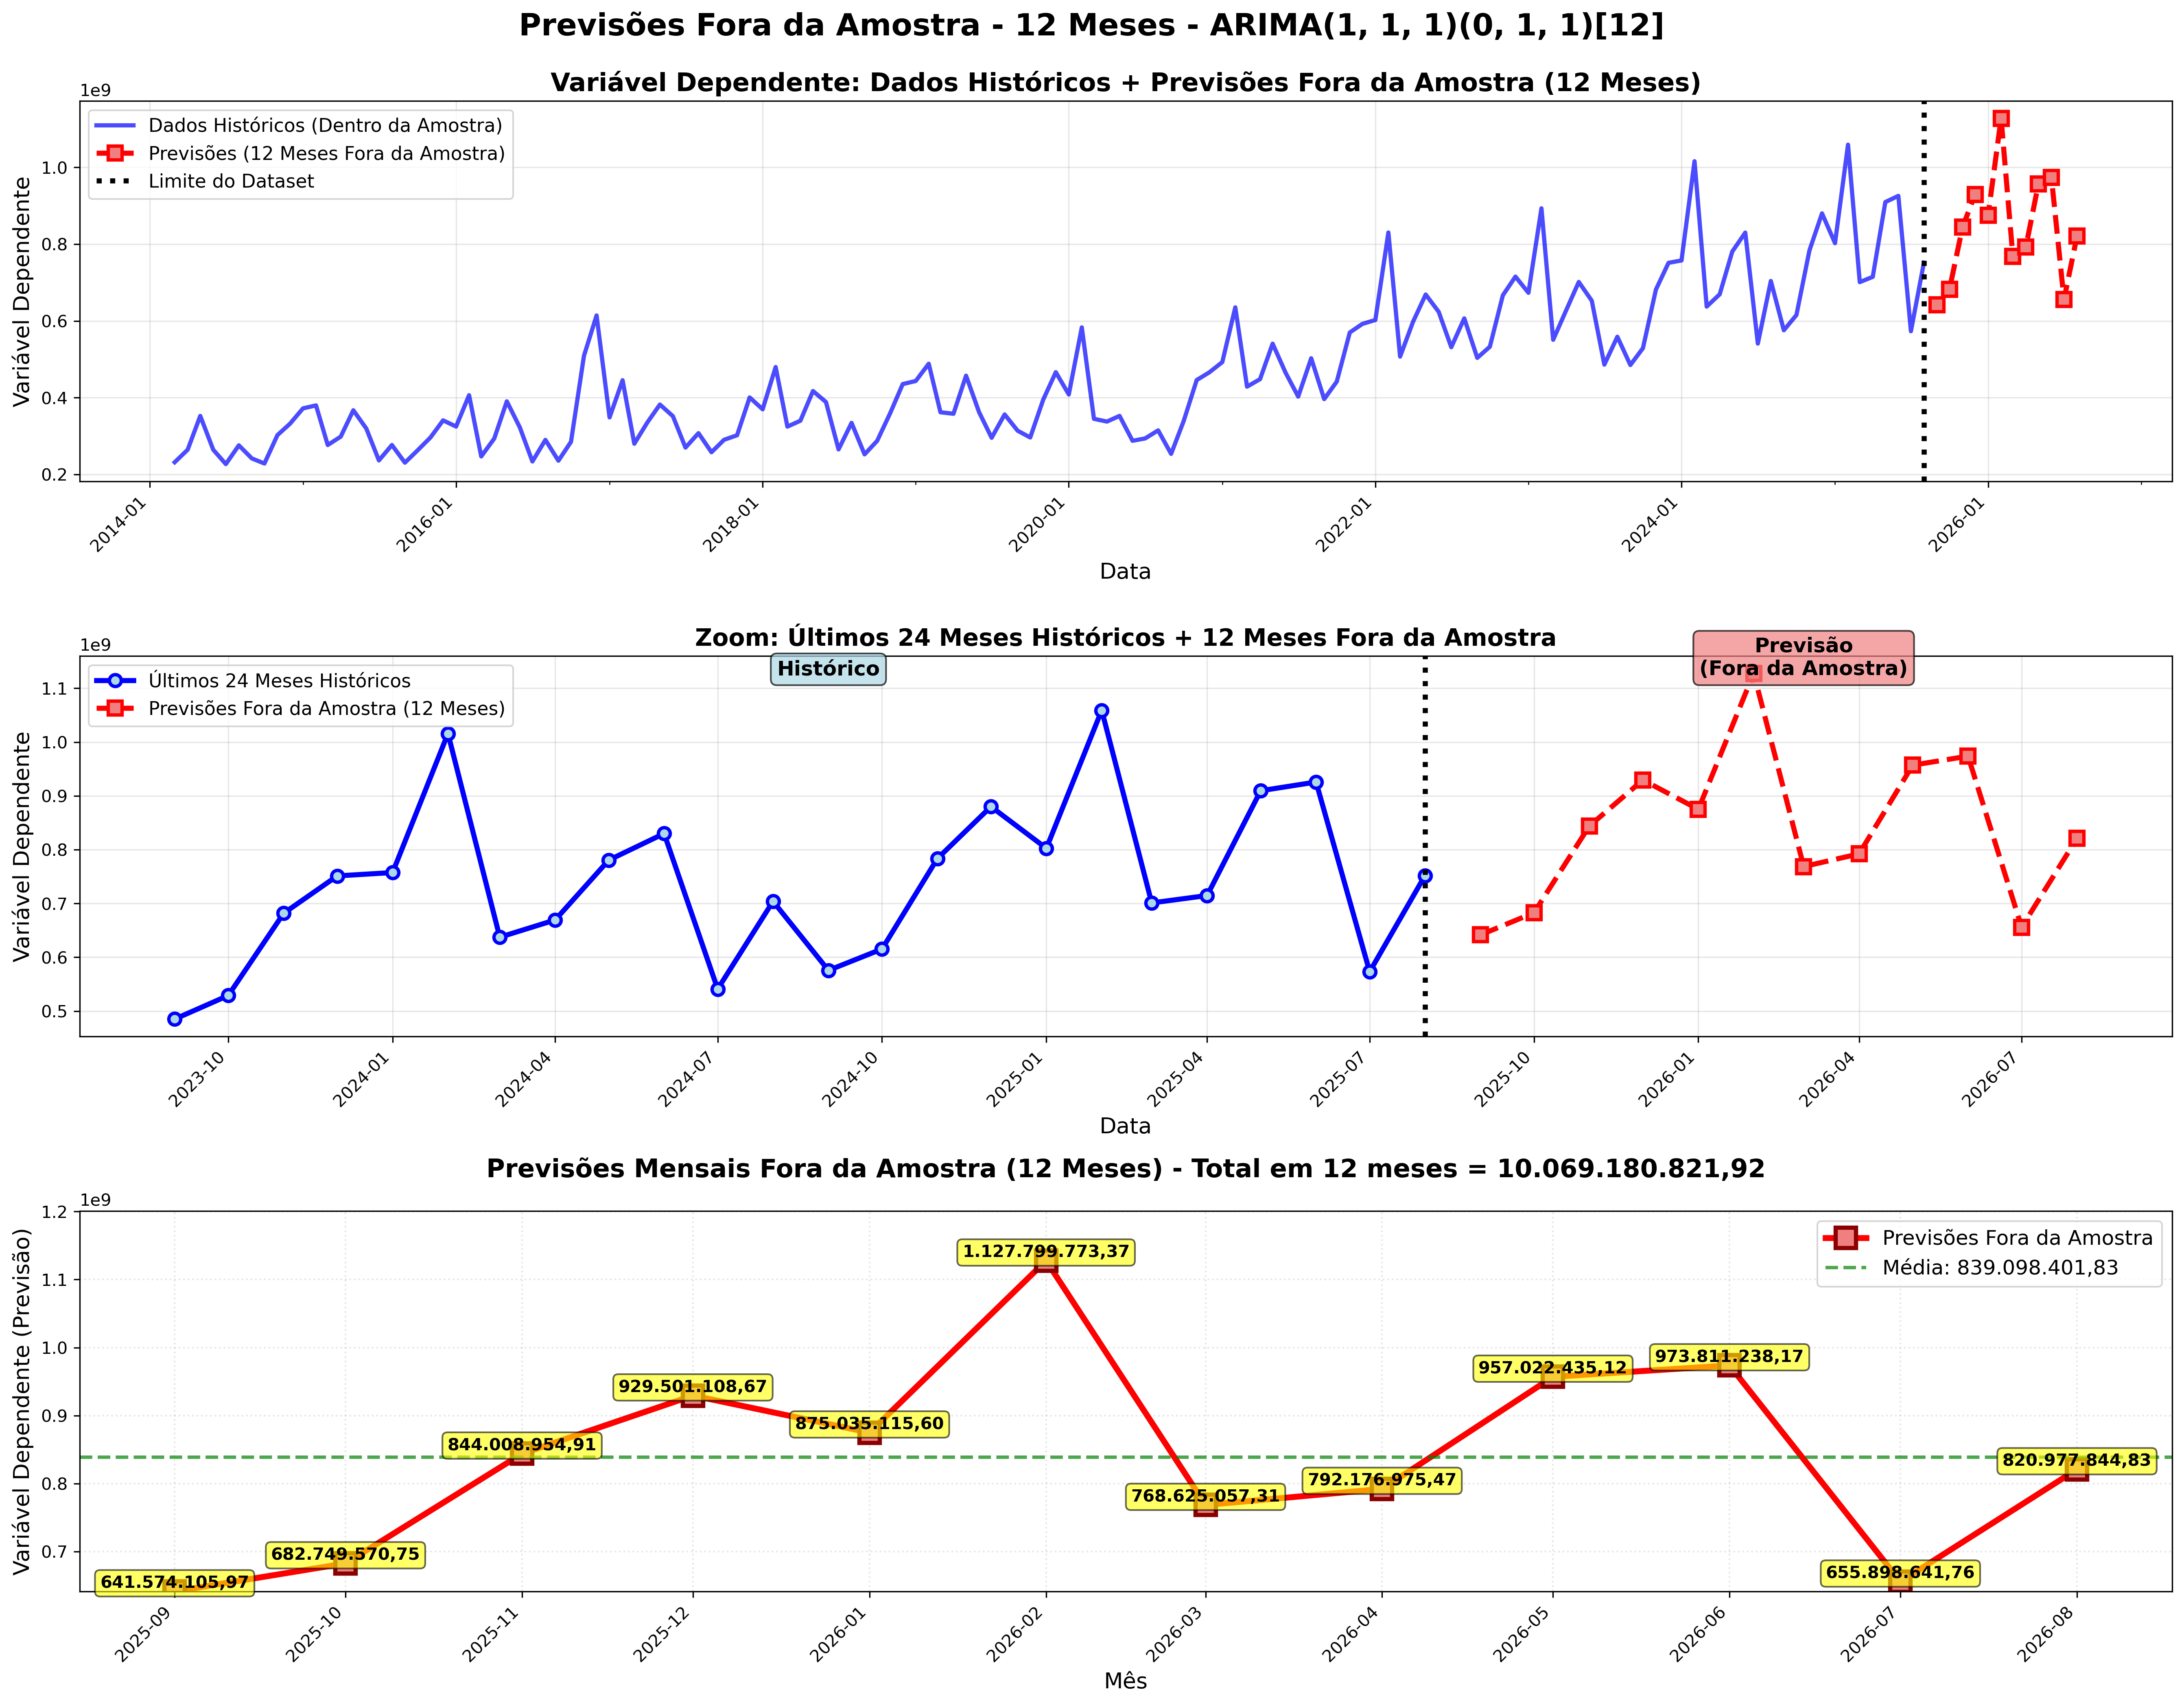 Previsões Fora da Amostra - 12 Meses - ARIMA(1, 1, 1)(0, 1, 1)[12]
Variável Dependente: Dados Históricos + Previsões Fora da Amostra (12 Meses)
1e9
Dados Históricos (Dentro da Amostra)
Previsões (12 Meses Fora da Amostra)
Limite do Dataset
Variável Dependente
1.0
0.8
0.6
0.4
0.2
2014-01
2016-01
2018-01
2020-01
2022-01
2024-01
2026-01
Data
Zoom: Últimos 24 Meses Históricos + 12 Meses Fora da Amostra
1e9
Histórico
Previsão
(Fora da Amostra)
Últimos 24 Meses Históricos
Previsões Fora da Amostra (12 Meses)
Variável Dependente
1.1
1.0
0.9
0.8
0.7
0.6
0.5
2023-10
2024-01
2024-04
2024-07
2024-10
2025-01
2025-04
2025-07
2025-10
2026-01
2026-04
2026-07
Data
Previsões Mensais Fora da Amostra (12 Meses) - Total em 12 meses = 10.069.180.821,92
1e9
Previsões Fora da Amostra
Média: 839.098.401,83
Variável Dependente (Previsão)
1.2
1.1
1.0
0.9
0.8
0.7
641.574.105,97
682.749.570,75
844.008.954,91
929.501.108,67
875.035.115,60
1.127.799.773,37
768.625.057,31
792.176.975,47
957.022.435,12
973.811.238,17
655.898.641,76
820.977.844,83
2025-09
2025-10
2025-11
2025-12
2026-01
2026-02
2026-03
2026-04
2026-05
2026-06
2026-07
2026-08
Mês